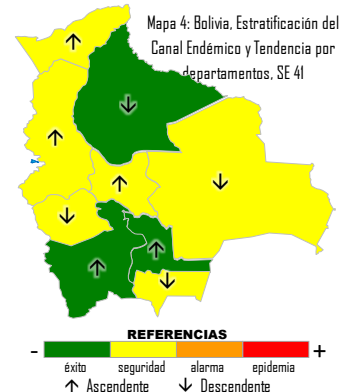 Mapa 4: Bolivia, Estratificación del
Canal Endémico y Tendencia por
departamentos, SE 41
REFERENCIAS
- +
éxito seguridad alarma epidemia
↑ Ascendente ↓ Descendente